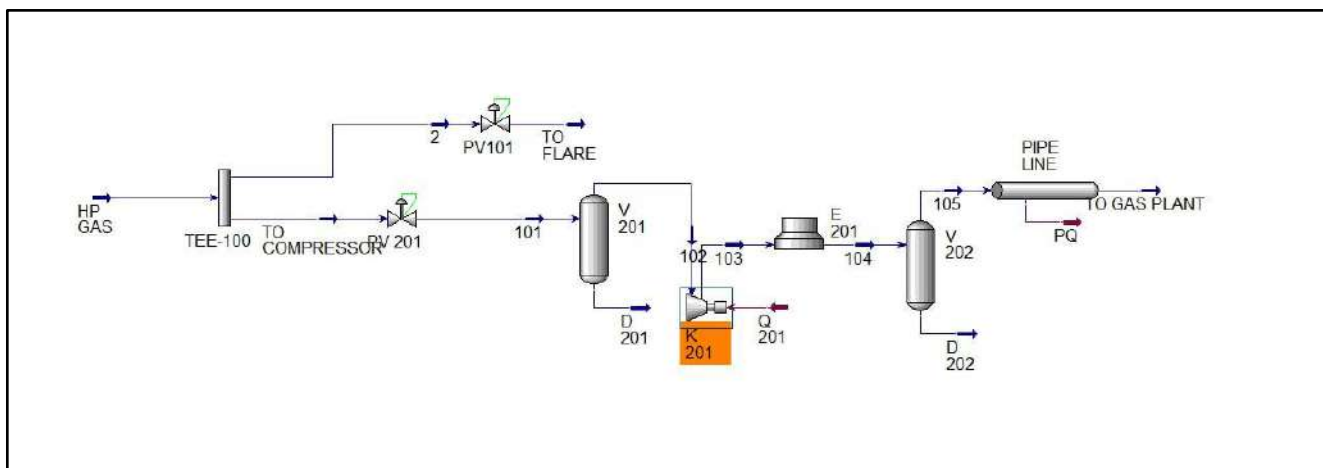 2
PV101
TO
FLARE
HP
GAS
TEE-100
TO
COMPRESSOR
PV 201
101
V
201
D
201
102
103
K
201
Q
201
E
201
104
105
V
202
D
202
PIPE
LINE
TO GAS PLANT
PQ